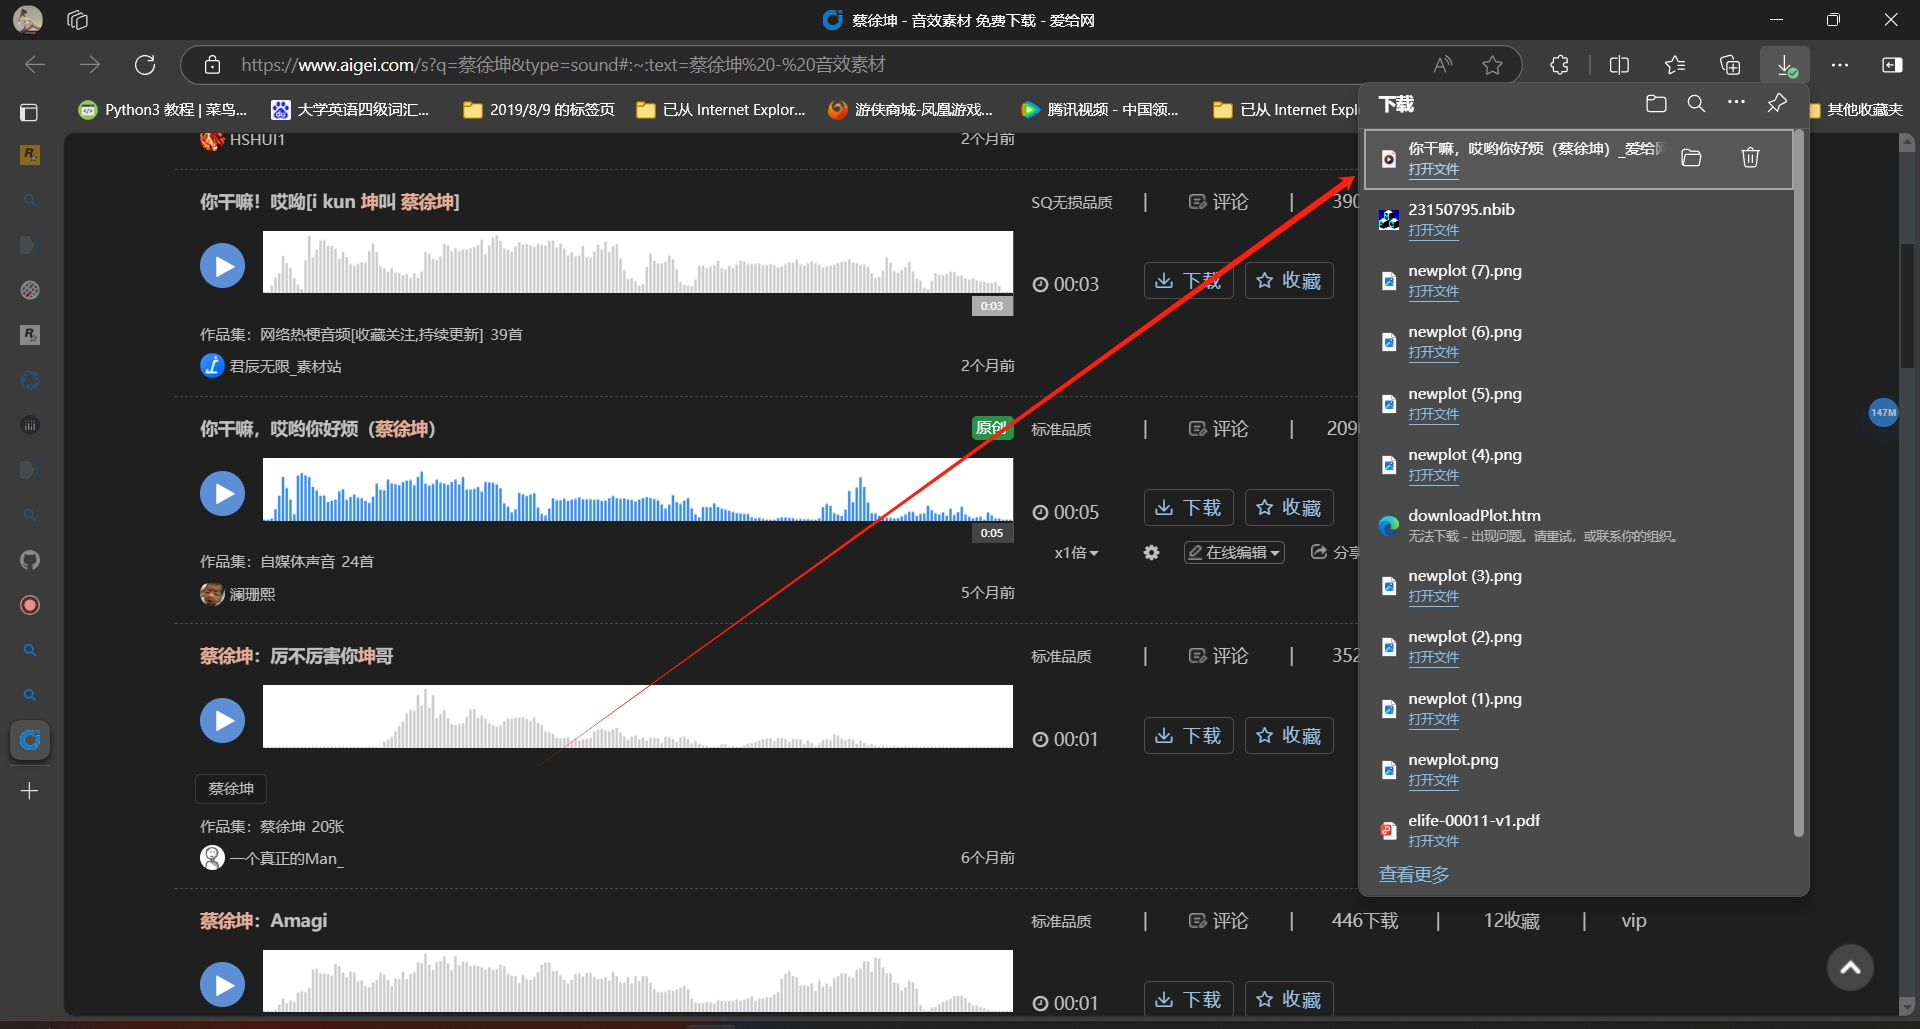 蔡徐坤 - 音效素材 免费下载 - 爱给网
https://www.aigei.com/s?q=蔡徐坤&type=sound#:~:text=蔡徐坤%20-%20音效素材
Python3 教程 | 菜鸟...
大学英语四级词汇...
2019/8/9 的标签页
已从 Internet Explor...
游侠商城-凤凰游戏...
腾讯视频 - 中国领...
已从 Internet Expl
其他收藏夹
HSHUI1
2个月前
你干嘛！哎呦[i kun 坤叫 蔡徐坤]
SQ无损品质 | 评论 | 390
0:03
00:03
下载
收藏
作品集：网络热梗音频[收藏关注,持续更新] 39首
君辰无限_素材站
2个月前
你干嘛，哎哟你好烦（蔡徐坤）
原创
标准品质 | 评论 | 209
0:05
00:05
下载
收藏
x1倍
在线编辑
分享
作品集：自媒体声音 24首
澜珊熙
5个月前
蔡徐坤：厉不厉害你坤哥
标准品质 | 评论 | 352
00:01
下载
收藏
蔡徐坤
作品集：蔡徐坤 20张
一个真正的Man_
6个月前
蔡徐坤：Amagi
标准品质 | 评论 | 446下载 | 12收藏 | vip
00:01
下载
收藏
下载
你干嘛，哎哟你好烦（蔡徐坤）_爱给网
打开文件
23150795.nbib
打开文件
newplot (7).png
打开文件
newplot (6).png
打开文件
newplot (5).png
打开文件
newplot (4).png
打开文件
downloadPlot.htm
无法下载 - 出现问题。请重试，或联系你的组织。
newplot (3).png
打开文件
newplot (2).png
打开文件
newplot (1).png
打开文件
newplot.png
打开文件
elife-00011-v1.pdf
打开文件
查看更多
147M